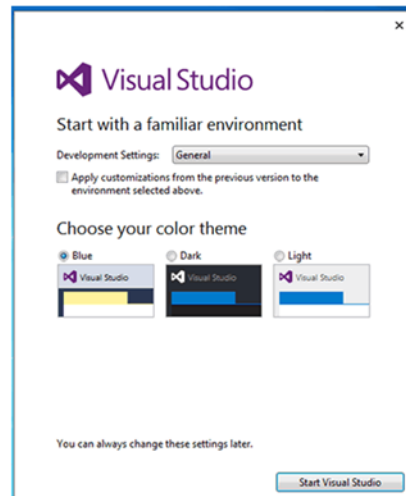 Visual Studio
Start with a familiar environment
Development Settings: General
Apply customizations from the previous version to the
environment selected above.
Choose your color theme
Blue Dark Light
Visual Studio Visual Studio Visual Studio
You can always change these settings later.
Start Visual Studio